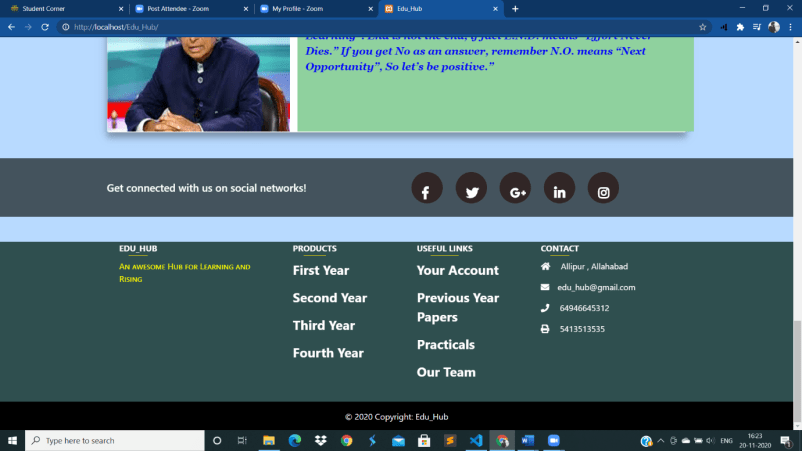 Student Corner
Post Attendee - Zoom
My Profile - Zoom
Edu_Hub
http://localhost/Edu_Hub/
Dies.” If you get No as an answer, remember N.O. means “Next
Opportunity”, So let's be positive.”
Get connected with us on social networks!
EDU_HUB
An awesome Hub for Learning and
Rising
PRODUCTS
First Year
Second Year
Third Year
Fourth Year
USEFUL LINKS
Your Account
Previous Year
Papers
Practicals
Our Team
CONTACT
Allipur , Allahabad
edu_hub@gmail.com
64946645312
5413513535
© 2020 Copyright: Edu_Hub
Type here to search
ENG
16:23
20-11-2020